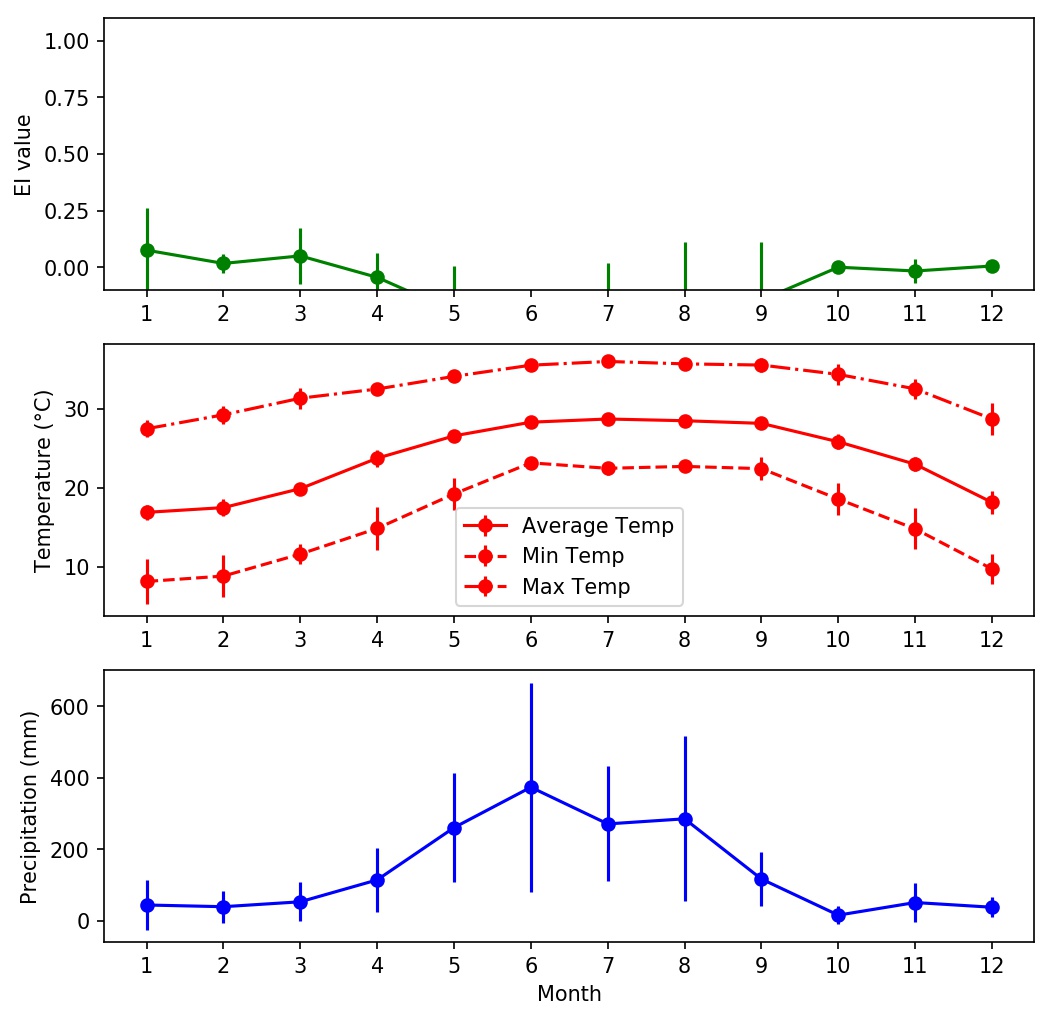 EI value
1.00
0.75
0.50
0.25
0.00
1 2 3 4 5 6 7 8 9 10 11 12
Temperature (°C)
30
20
10
Average Temp
Min Temp
Max Temp
1 2 3 4 5 6 7 8 9 10 11 12
Precipitation (mm)
600
400
200
0
1 2 3 4 5 6 7 8 9 10 11 12
Month